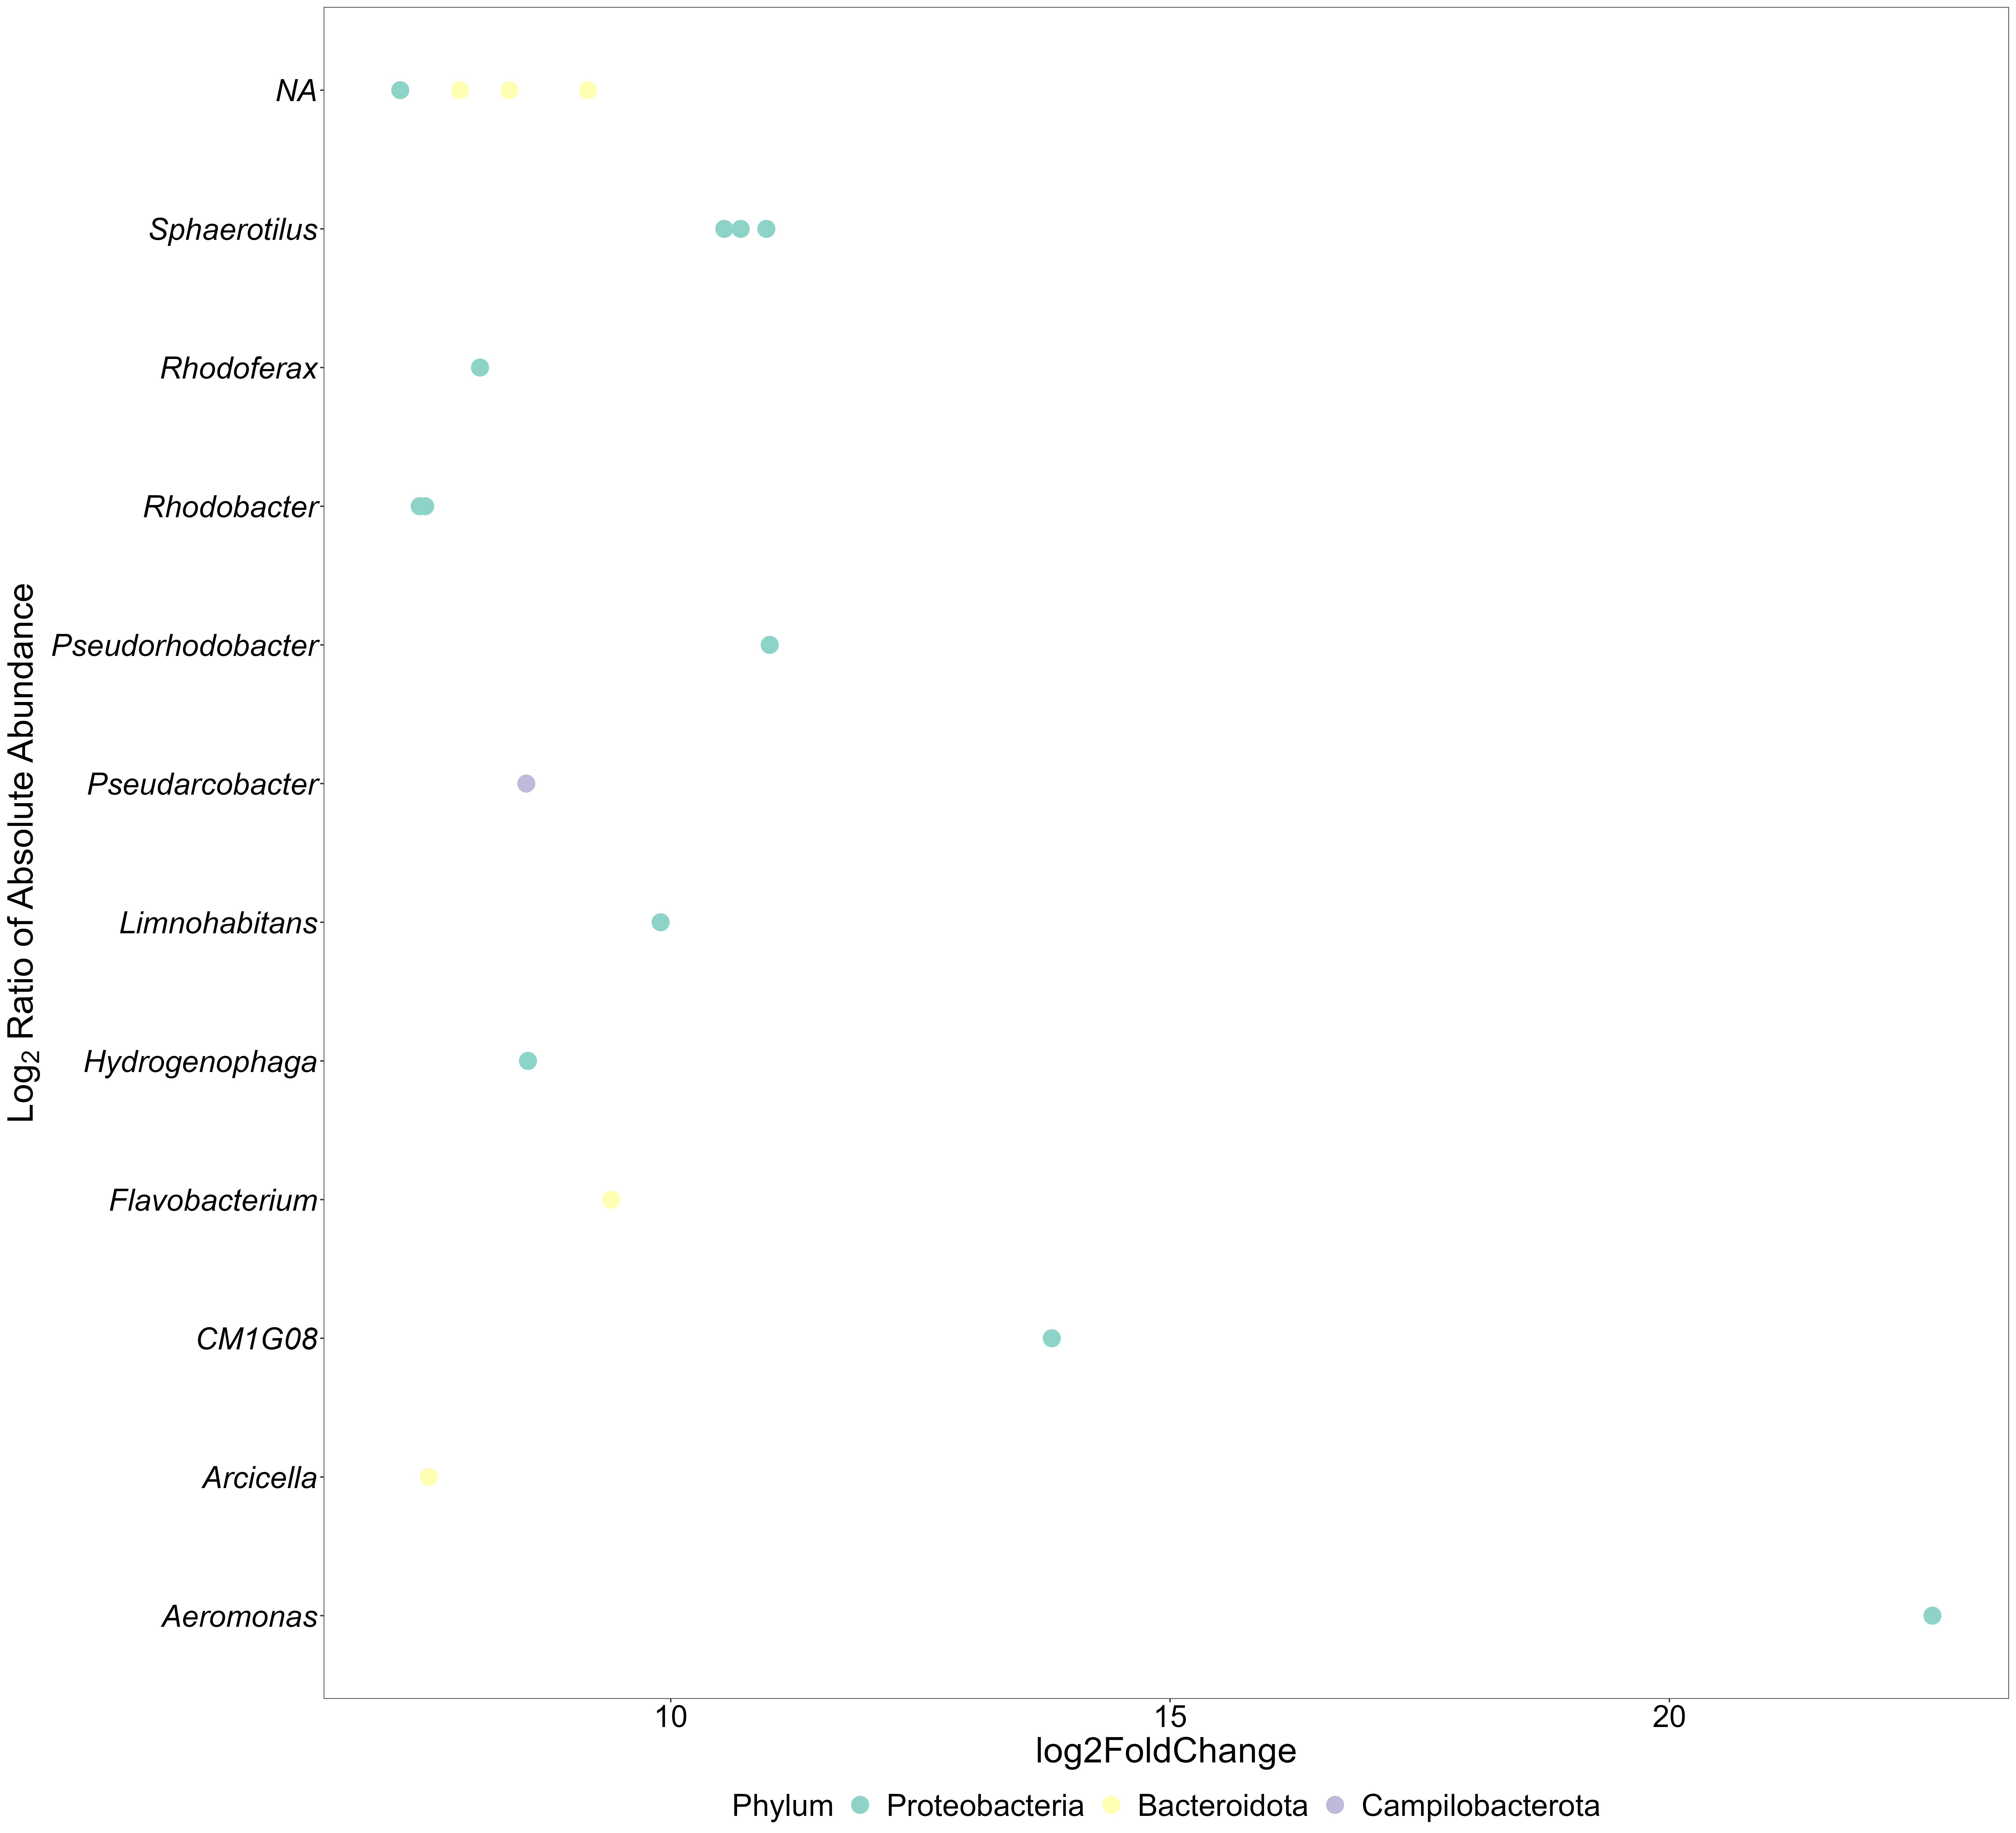 Log2 Ratio of Absolute Abundance
NA
Sphaerotilus
Rhodoferax
Rhodobacter
Pseudorhodobacter
Pseudarcobacter
Limnohabitans
Hydrogenophaga
Flavobacterium
CM1G08
Arcicella
Aeromonas
10 15 20
log2FoldChange
Phylum Proteobacteria Bacteroidota Campilobacterota